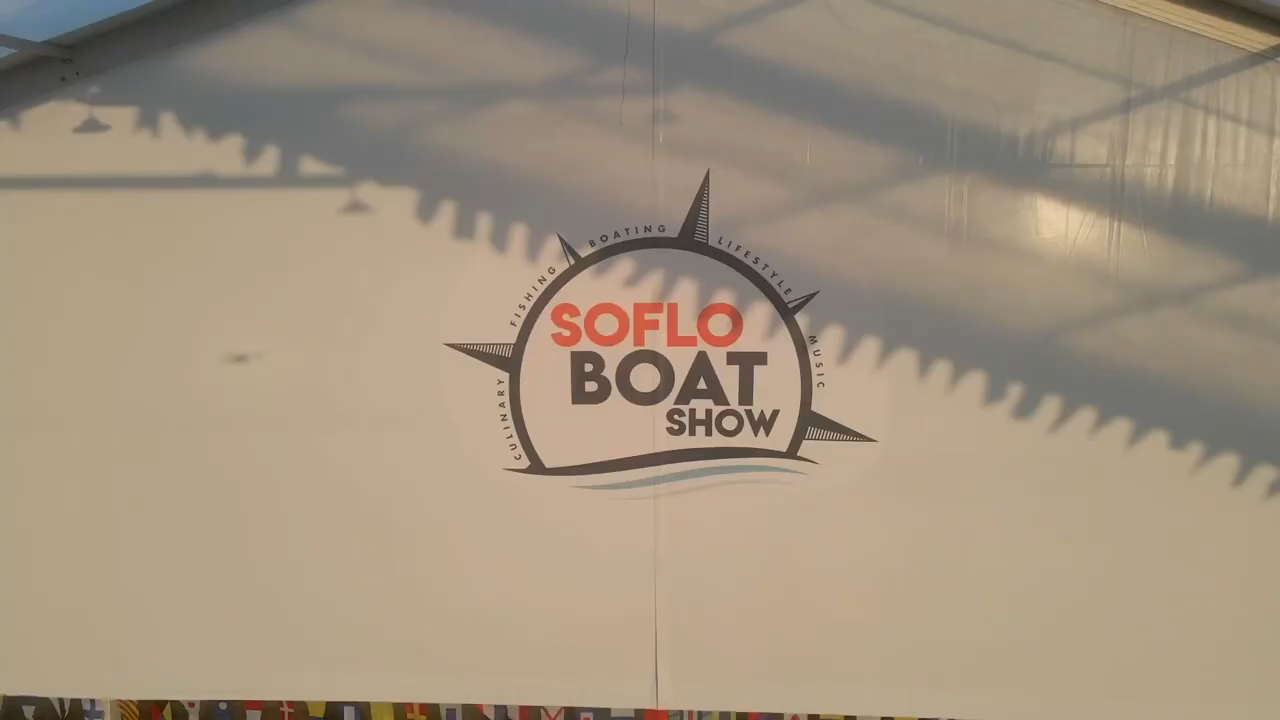 CULINARY
FISHING
BOATING
LIFESTYLE
MUSIC
SOFLO
BOAT
SHOW